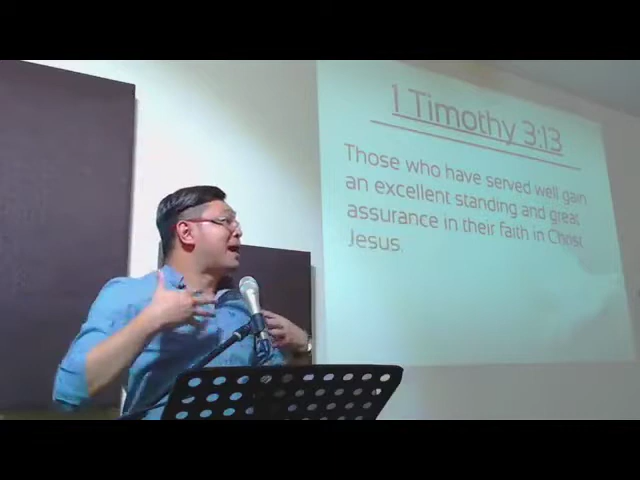 1 Timothy 3:13
Those who have served well gain
an excellent standing and great
assurance in their faith in Christ
Jesus.